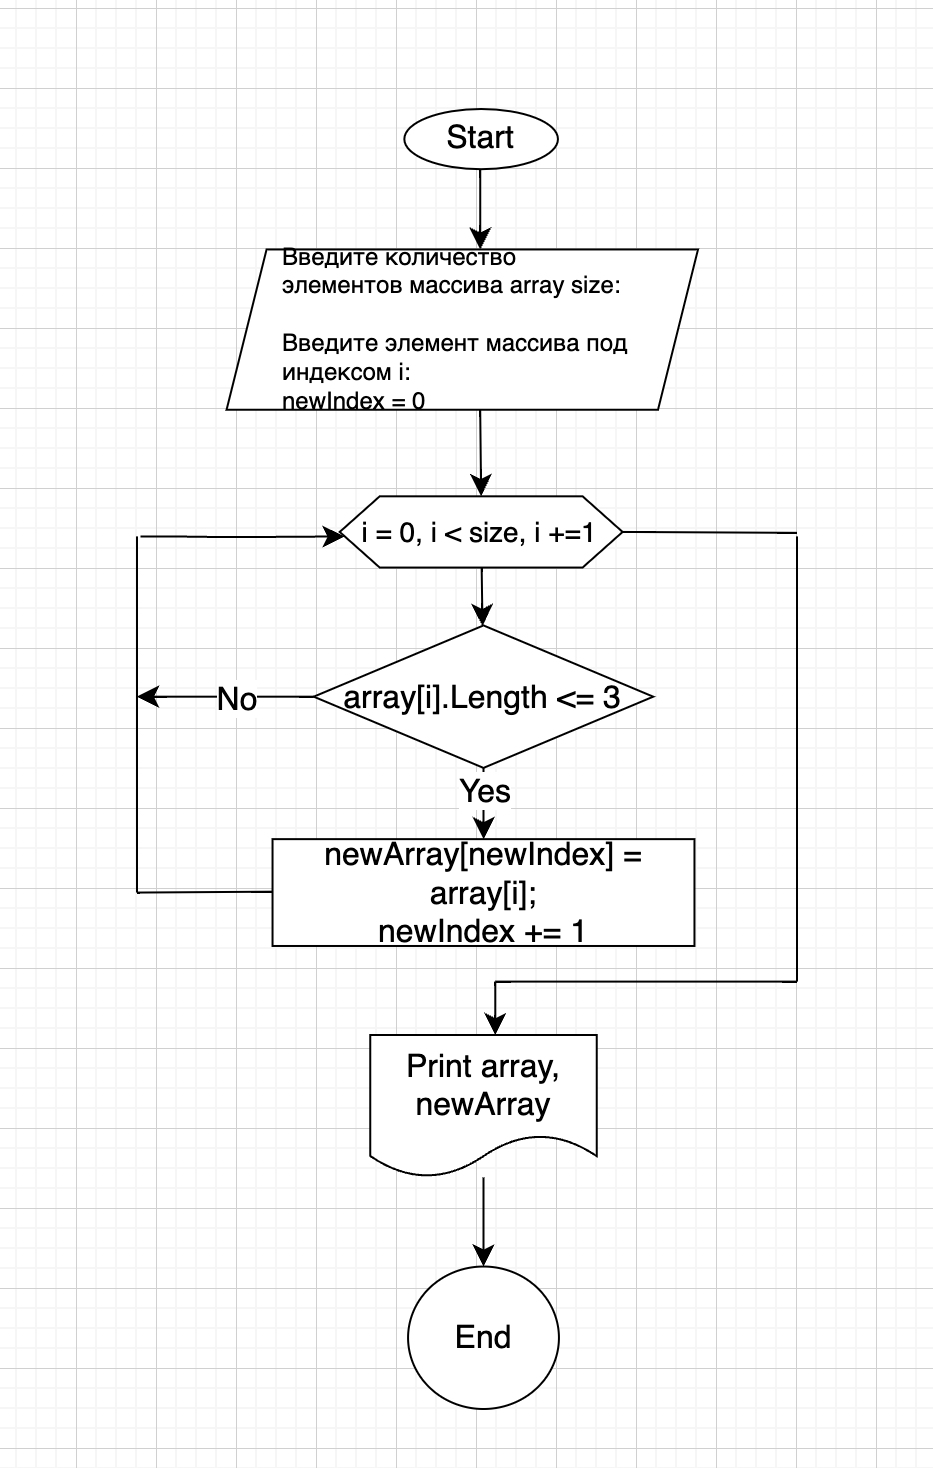 Start
Введите количество
элементов массива array size:
Введите элемент массива под
индексом i:
newIndex = 0
i = 0, i < size, i +=1
array[i].Length <= 3
No
Yes
newArray[newIndex] =
array[i];
newIndex += 1
Print array,
newArray
End